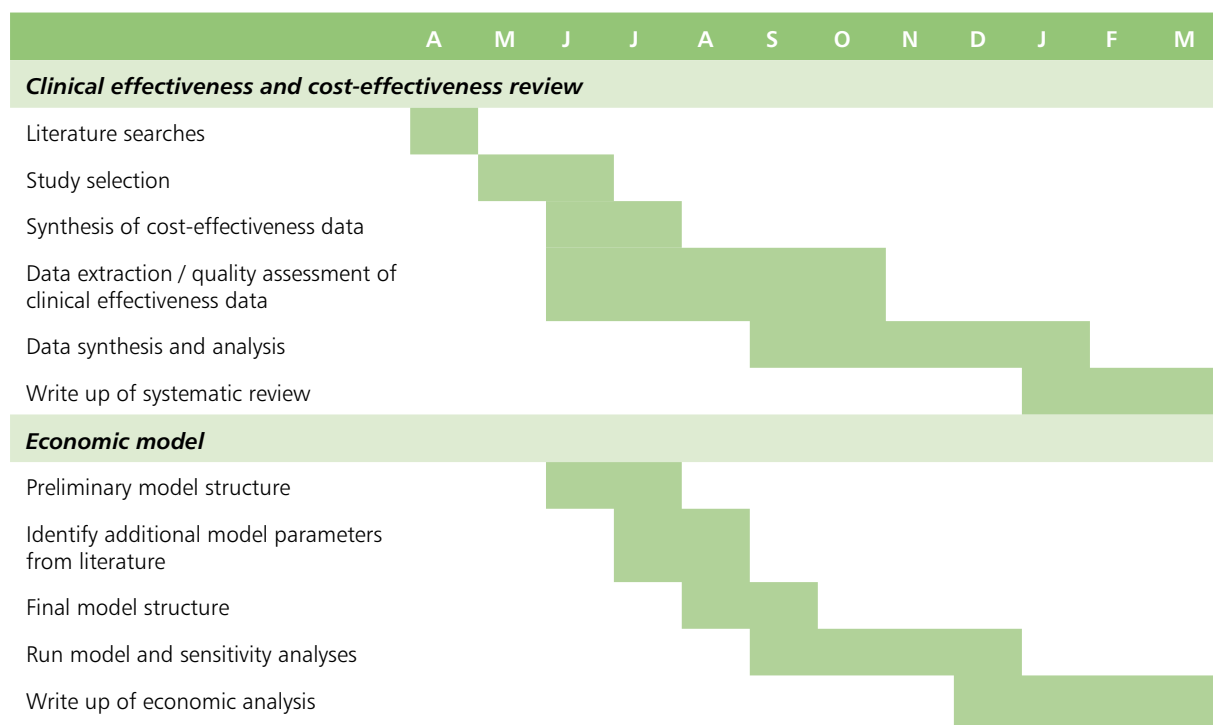 A M J J A S O N D J F M
Clinical effectiveness and cost-effectiveness review
Literature searches
Study selection
Synthesis of cost-effectiveness data
Data extraction / quality assessment of
clinical effectiveness data
Data synthesis and analysis
Write up of systematic review
Economic model
Preliminary model structure
Identify additional model parameters
from literature
Final model structure
Run model and sensitivity analyses
Write up of economic analysis